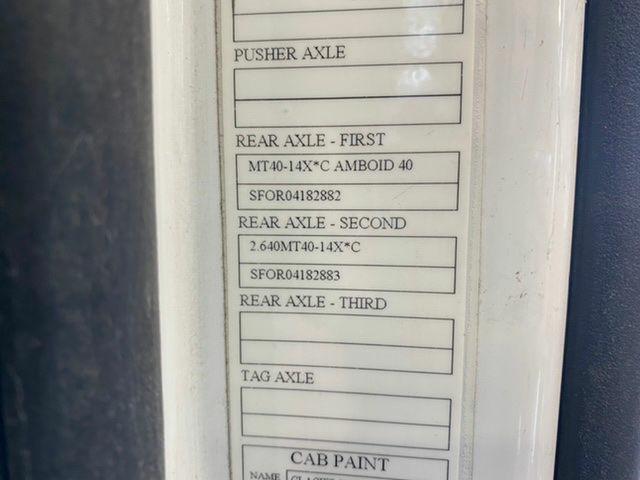 PUSHER AXLE
REAR AXLE - FIRST
MT40-14X*C AMBOID 40
SFOR04182882
REAR AXLE - SECOND
2.640MT40-14X*C
SFOR04182883
REAR AXLE - THIRD
TAG AXLE
CAB PAINT
NAME